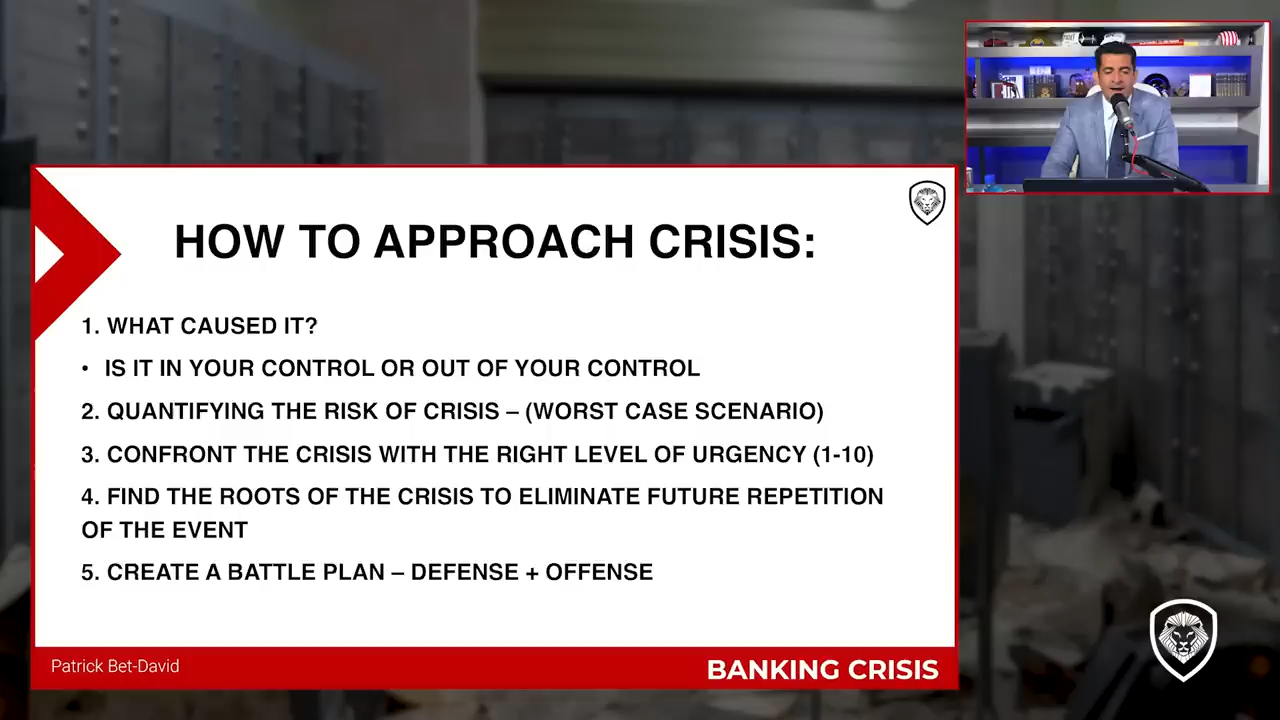 HOW TO APPROACH CRISIS:
1. WHAT CAUSED IT?
• IS IT IN YOUR CONTROL OR OUT OF YOUR CONTROL
2. QUANTIFYING THE RISK OF CRISIS – (WORST CASE SCENARIO)
3. CONFRONT THE CRISIS WITH THE RIGHT LEVEL OF URGENCY (1-10)
4. FIND THE ROOTS OF THE CRISIS TO ELIMINATE FUTURE REPETITION
OF THE EVENT
5. CREATE A BATTLE PLAN – DEFENSE + OFFENSE
Patrick Bet-David
BANKING CRISIS